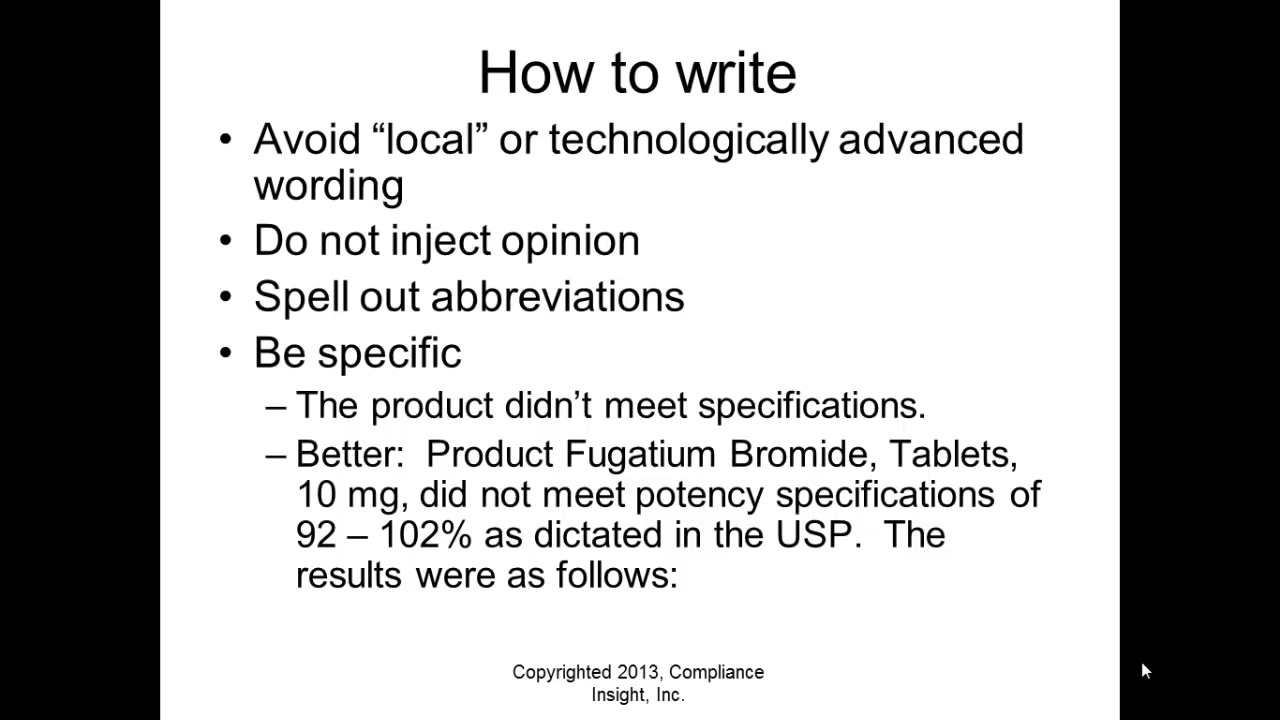 How to write
• Avoid “local” or technologically advanced
wording
• Do not inject opinion
• Spell out abbreviations
• Be specific
– The product didn’t meet specifications.
– Better:  Product Fugatium Bromide, Tablets,
10 mg, did not meet potency specifications of
92 – 102% as dictated in the USP.  The
results were as follows:
Copyrighted 2013, Compliance
Insight, Inc.